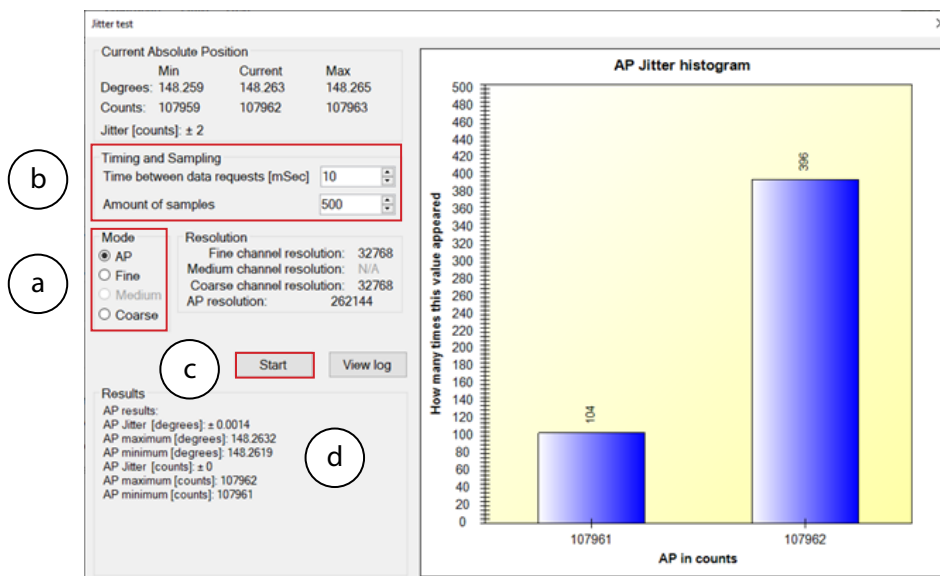 Jitter test
Current Absolute Position
Min Current Max
Degrees: 148.259 148.263 148.265
Counts: 107959 107962 107963
Jitter [counts]: ± 2
b
Timing and Sampling
Time between data requests [mSec] 10
Amount of samples 500
a
Mode
AP
Fine
Medium
Coarse
Resolution
Fine channel resolution: 32768
Medium channel resolution: N/A
Coarse channel resolution: 32768
AP resolution: 262144
c
Start
View log
Results
AP results:
AP Jitter [degrees]: ± 0.0014
AP maximum [degrees]: 148.2632
AP minimum [degrees]: 148.2619
AP Jitter [counts]: ± 0
AP maximum [counts]: 107962
AP minimum [counts]: 107961
d
AP Jitter histogram
How many times this value appeared
500
480
460
440
420
400
380
360
340
320
300
280
260
240
220
200
180
160
140
120
100
80
60
40
20
0
104
396
107961 107962
AP in counts